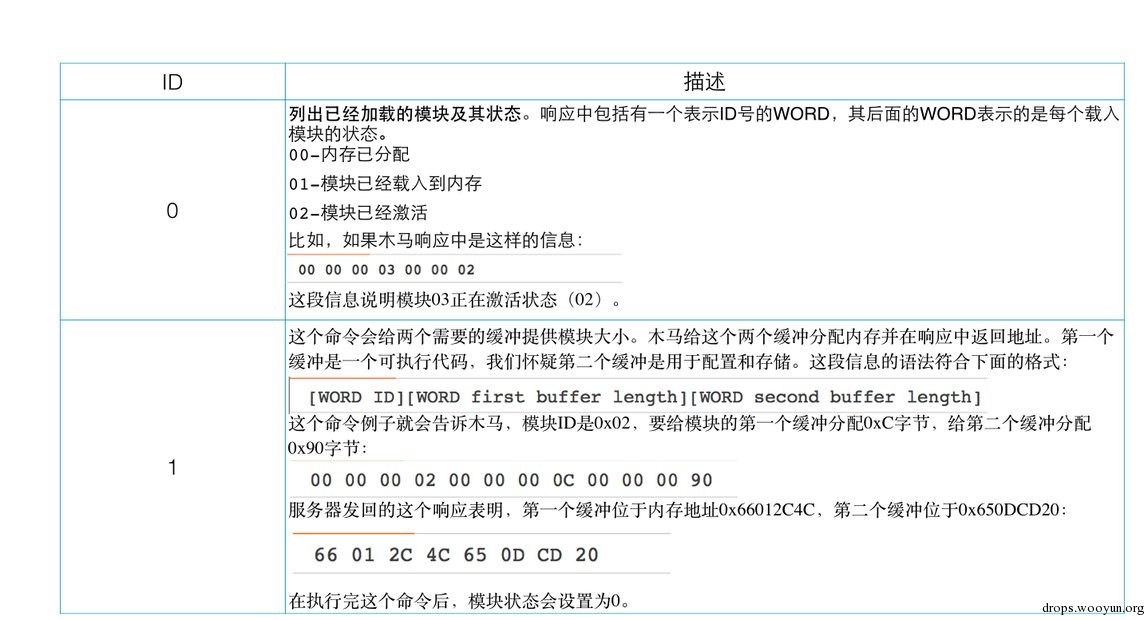 ID
描述
0
列出已经加载的模块及其状态。响应中包括有一个表示ID号的WORD，其后面的WORD表示的是每个载入
模块的状态。
00-内存已分配
01-模块已经载入到内存
02-模块已经激活
比如，如果木马响应中是这样的信息：
00 00 00 03 00 00 02
这段信息说明模块03正在激活状态（02）。
1
这个命令会给两个需要的缓冲提供模块大小。木马给这个两个缓冲分配内存并在响应中返回地址。第一个
缓冲是一个可执行代码，我们怀疑第二个缓冲是用于配置和存储。这段信息的语法符合下面的格式：
[WORD ID][WORD first buffer length][WORD second buffer length]
这个命令例子就会告诉木马，模块ID是0x02，要给模块的第一个缓冲分配0xC字节，给第二个缓冲分配
0x90字节：
00 00 00 02 00 00 00 0C 00 00 00 90
服务器发回的这个响应表明，第一个缓冲位于内存地址0x66012C4C，第二个缓冲位于0x650DCD20：
66 01 2C 4C 65 0D CD 20
在执行完这个命令后，模块状态会设置为0。
drops.wooyun.org